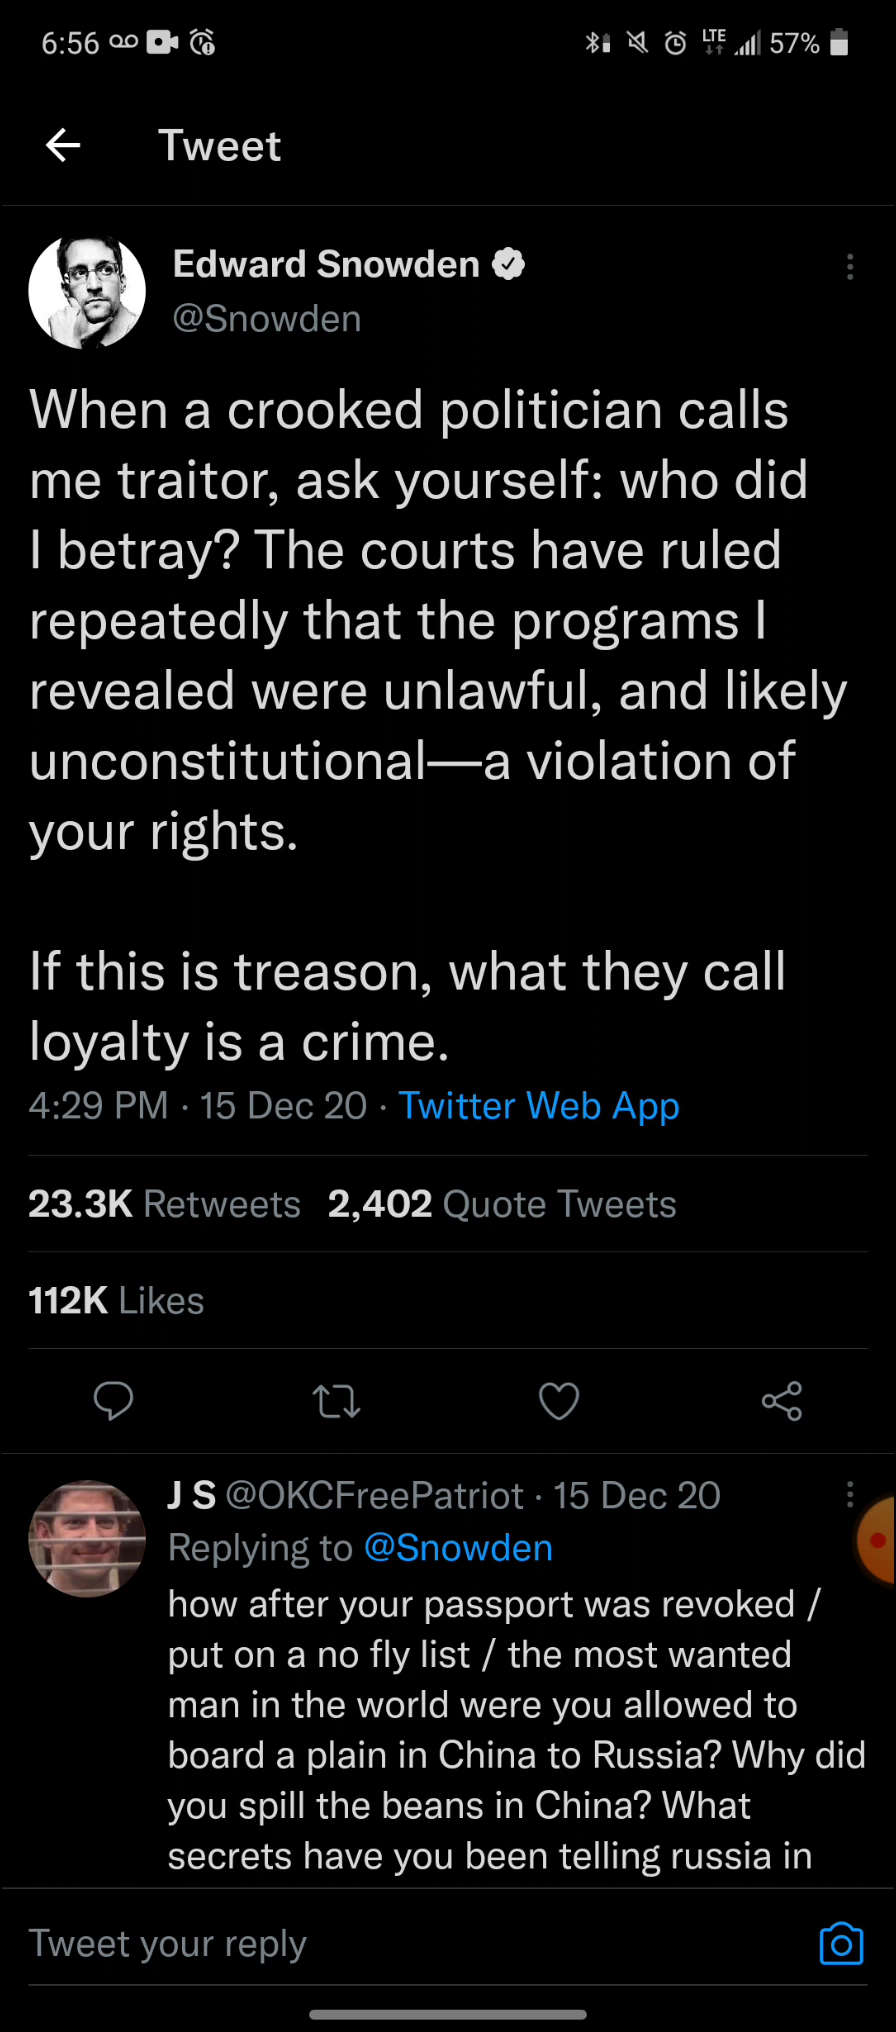 6:56
LTE
57%
Tweet
Edward Snowden
@Snowden
When a crooked politician calls
me traitor, ask yourself: who did
I betray? The courts have ruled
repeatedly that the programs I
revealed were unlawful, and likely
unconstitutional—a violation of
your rights.
If this is treason, what they call
loyalty is a crime.
4:29 PM · 15 Dec 20 · Twitter Web App
23.3K Retweets 2,402 Quote Tweets
112K Likes
J S @OKCFreePatriot · 15 Dec 20
Replying to @Snowden
how after your passport was revoked /
put on a no fly list / the most wanted
man in the world were you allowed to
board a plain in China to Russia? Why did
you spill the beans in China? What
secrets have you been telling russia in
Tweet your reply